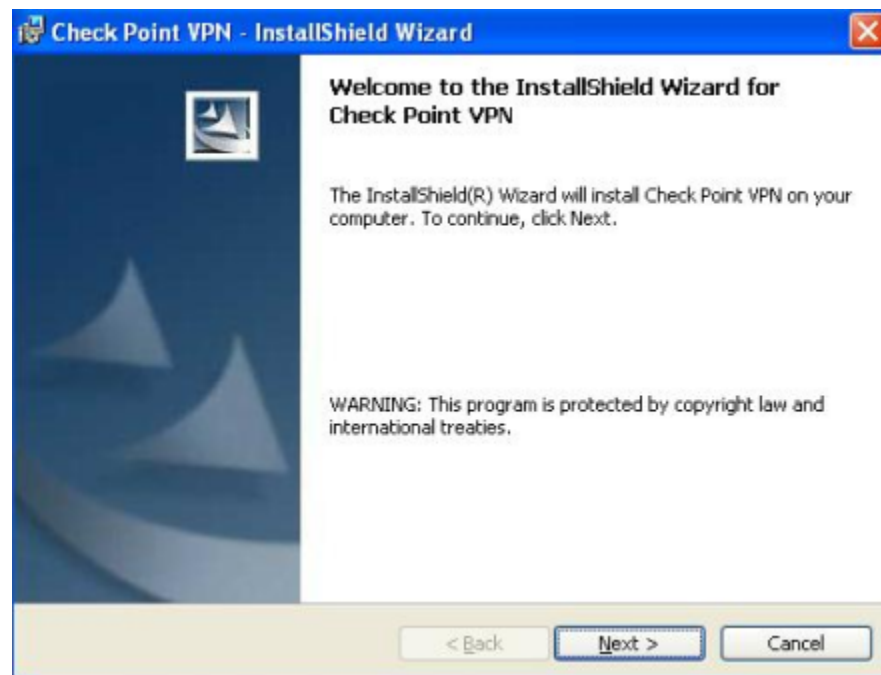 Check Point VPN - InstallShield Wizard
Welcome to the InstallShield Wizard for
Check Point VPN
The InstallShield(R) Wizard will install Check Point VPN on your
computer. To continue, click Next.
WARNING: This program is protected by copyright law and
international treaties.
< Back
Next >
Cancel